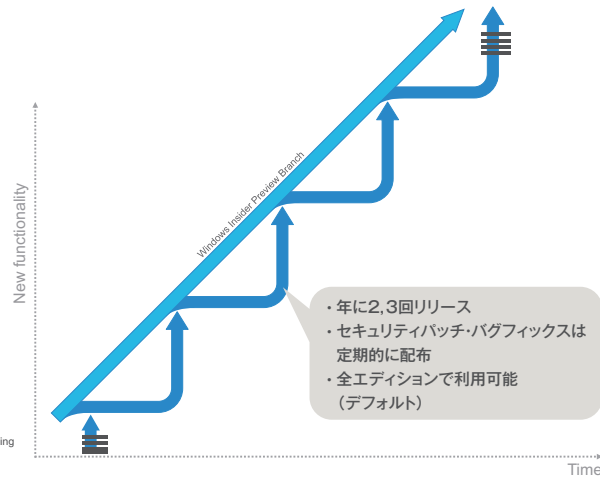 New functionality
Windows Insider Preview Branch
・年に2,3回リリース
・セキュリティパッチ・バグフィックスは
定期的に配布
・全エディションで利用可能
（デフォルト）
ing
Time